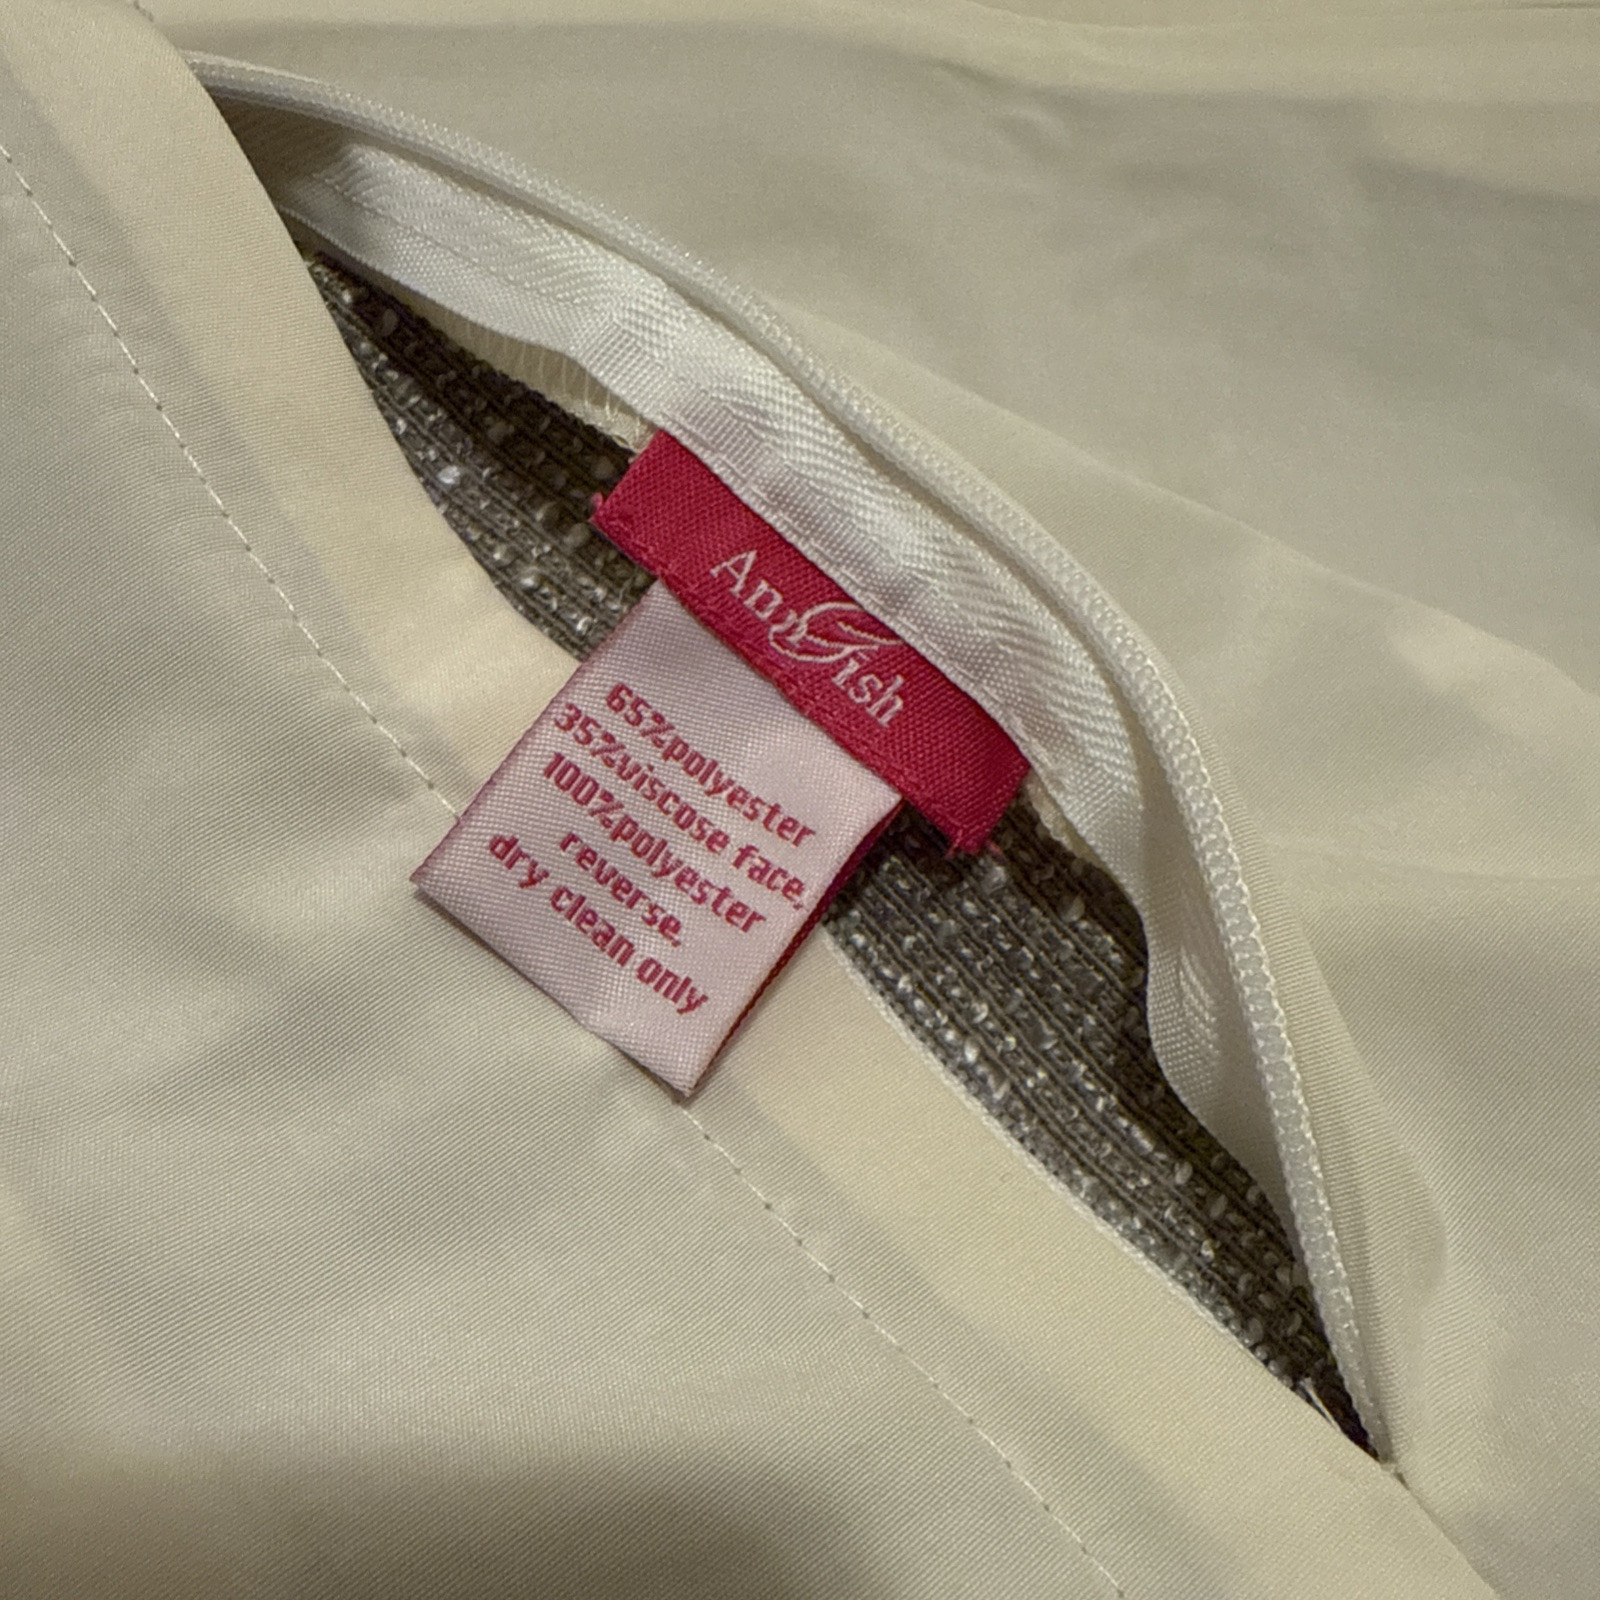 AnnFish
65%polyester
35%viscose face,
100%polyester
reverse.
dry clean only